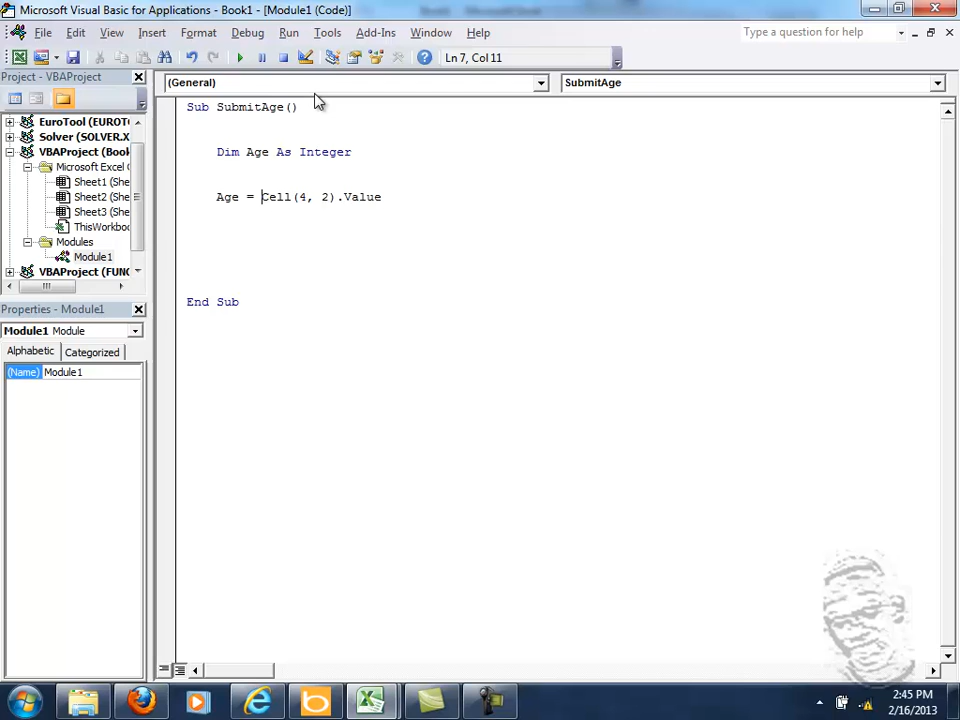 Microsoft Visual Basic for Applications - Book1 - [Module1 (Code)]
File Edit View Insert Format Debug Run Tools Add-Ins Window Help
Type a question for help
Ln 7, Col 11
Project - VBAProject
(General)
SubmitAge
EuroTool (EUROT
Solver (SOLVER.X
VBAProject (Book
Microsoft Excel
Sheet1 (She
Sheet2 (She
Sheet3 (She
ThisWorkbo
Modules
Module1
VBAProject (FUNC
Sub SubmitAge()
Dim Age As Integer
Age = Cell(4, 2).Value
End Sub
Properties - Module1
Module1 Module
Alphabetic Categorized
(Name) Module1
2:45 PM
2/16/2013